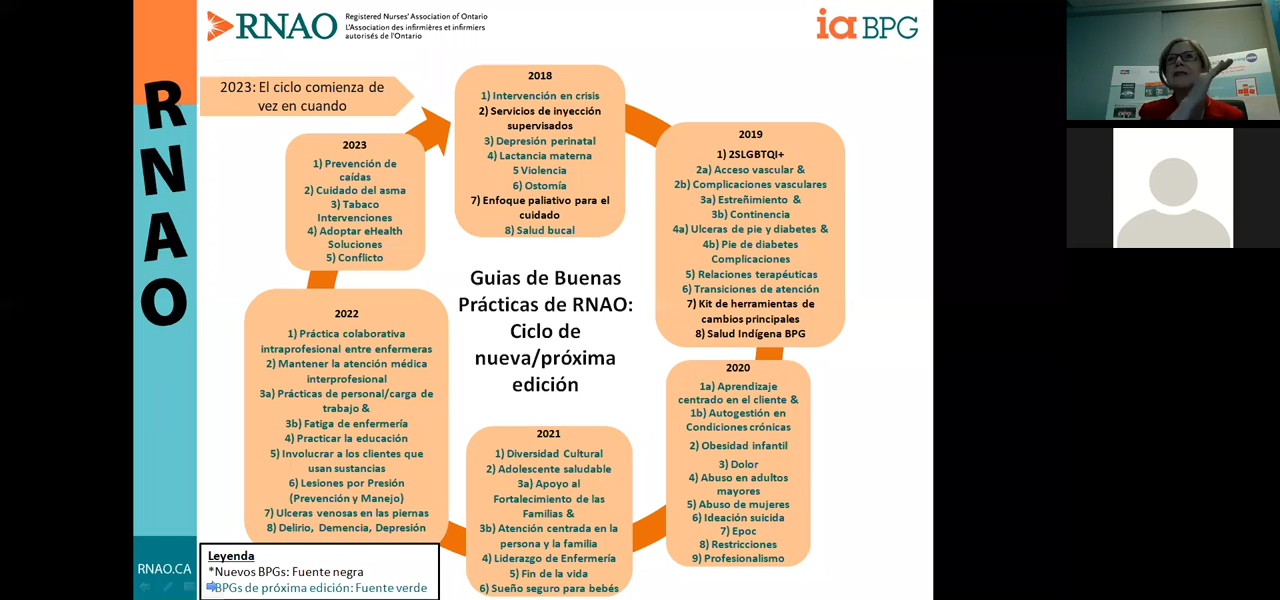 RNAO
Registered Nurses' Association of Ontario
L'Association des infirmières et infirmiers
autorisés de l'Ontario
ia BPG
RNAO
2023: El ciclo comienza de
vez en cuando
2018
1) Intervención en crisis
2) Servicios de inyección
supervisados
3) Depresión perinatal
4) Lactancia materna
5 Violencia
6) Ostomía
7) Enfoque paliativo para el
cuidado
8) Salud bucal
2019
1) 2SLGBTQI+
2a) Acceso vascular &
2b) Complicaciones vasculares
3a) Estreñimiento &
3b) Continencia
4a) Ulceras de pie y diabetes &
4b) Pie de diabetes
Complicaciones
5) Relaciones terapéuticas
6) Transiciones de atención
7) Kit de herramientas de
cambios principales
8) Salud Indígena BPG
2020
1a) Aprendizaje
centrado en el cliente &
1b) Autogestión en
Condiciones crónicas
2) Obesidad infantil
3) Dolor
4) Abuso en adultos
mayores
5) Abuso de mujeres
6) Ideación suicida
7) Epoc
8) Restricciones
9) Profesionalismo
2021
1) Diversidad Cultural
2) Adolescente saludable
3a) Apoyo al
Fortalecimiento de las
Familias &
3b) Atención centrada en la
persona y la familia
4) Liderazgo de Enfermería
5) Fin de la vida
6) Sueño seguro para bebés
2022
1) Práctica colaborativa
intraprofesional entre enfermeras
2) Mantener la atención médica
interprofesional
3a) Prácticas de personal/carga de
trabajo &
3b) Fatiga de enfermería
4) Practicar la educación
5) Involucrar a los clientes que
usan sustancias
6) Lesiones por Presión
(Prevención y Manejo)
7) Ulceras venosas en las piernas
8) Delirio, Demencia, Depresión
2023
1) Prevención de
caídas
2) Cuidado del asma
3) Tabaco
Intervenciones
4) Adoptar eHealth
Soluciones
5) Conflicto
Guias de Buenas
Prácticas de RNAO:
Ciclo de
nueva/próxima
edición
Leyenda
*Nuevos BPGs: Fuente negra
BPGs de próxima edición: Fuente verde
RNAO.CA